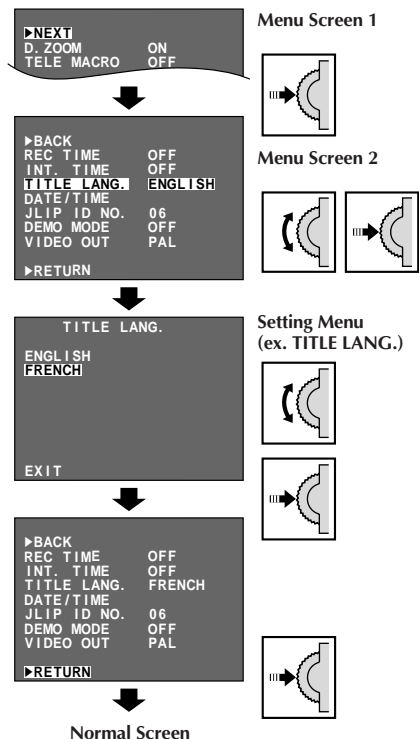 Menu Screen 1
▶NEXT
D. ZOOM ON
TELE MACRO OFF
Menu Screen 2
▶BACK
REC TIME OFF
INT. TIME OFF
TITLE LANG. ENGLISH
DATE/TIME
JLIP ID NO. 06
DEMO MODE OFF
VIDEO OUT PAL
▶RETURN
Setting Menu
(ex. TITLE LANG.)
TITLE LANG.
ENGLISH
FRENCH
EXIT
▶BACK
REC TIME OFF
INT. TIME OFF
TITLE LANG. FRENCH
DATE/TIME
JLIP ID NO. 06
DEMO MODE OFF
VIDEO OUT PAL
▶RETURN
Normal Screen